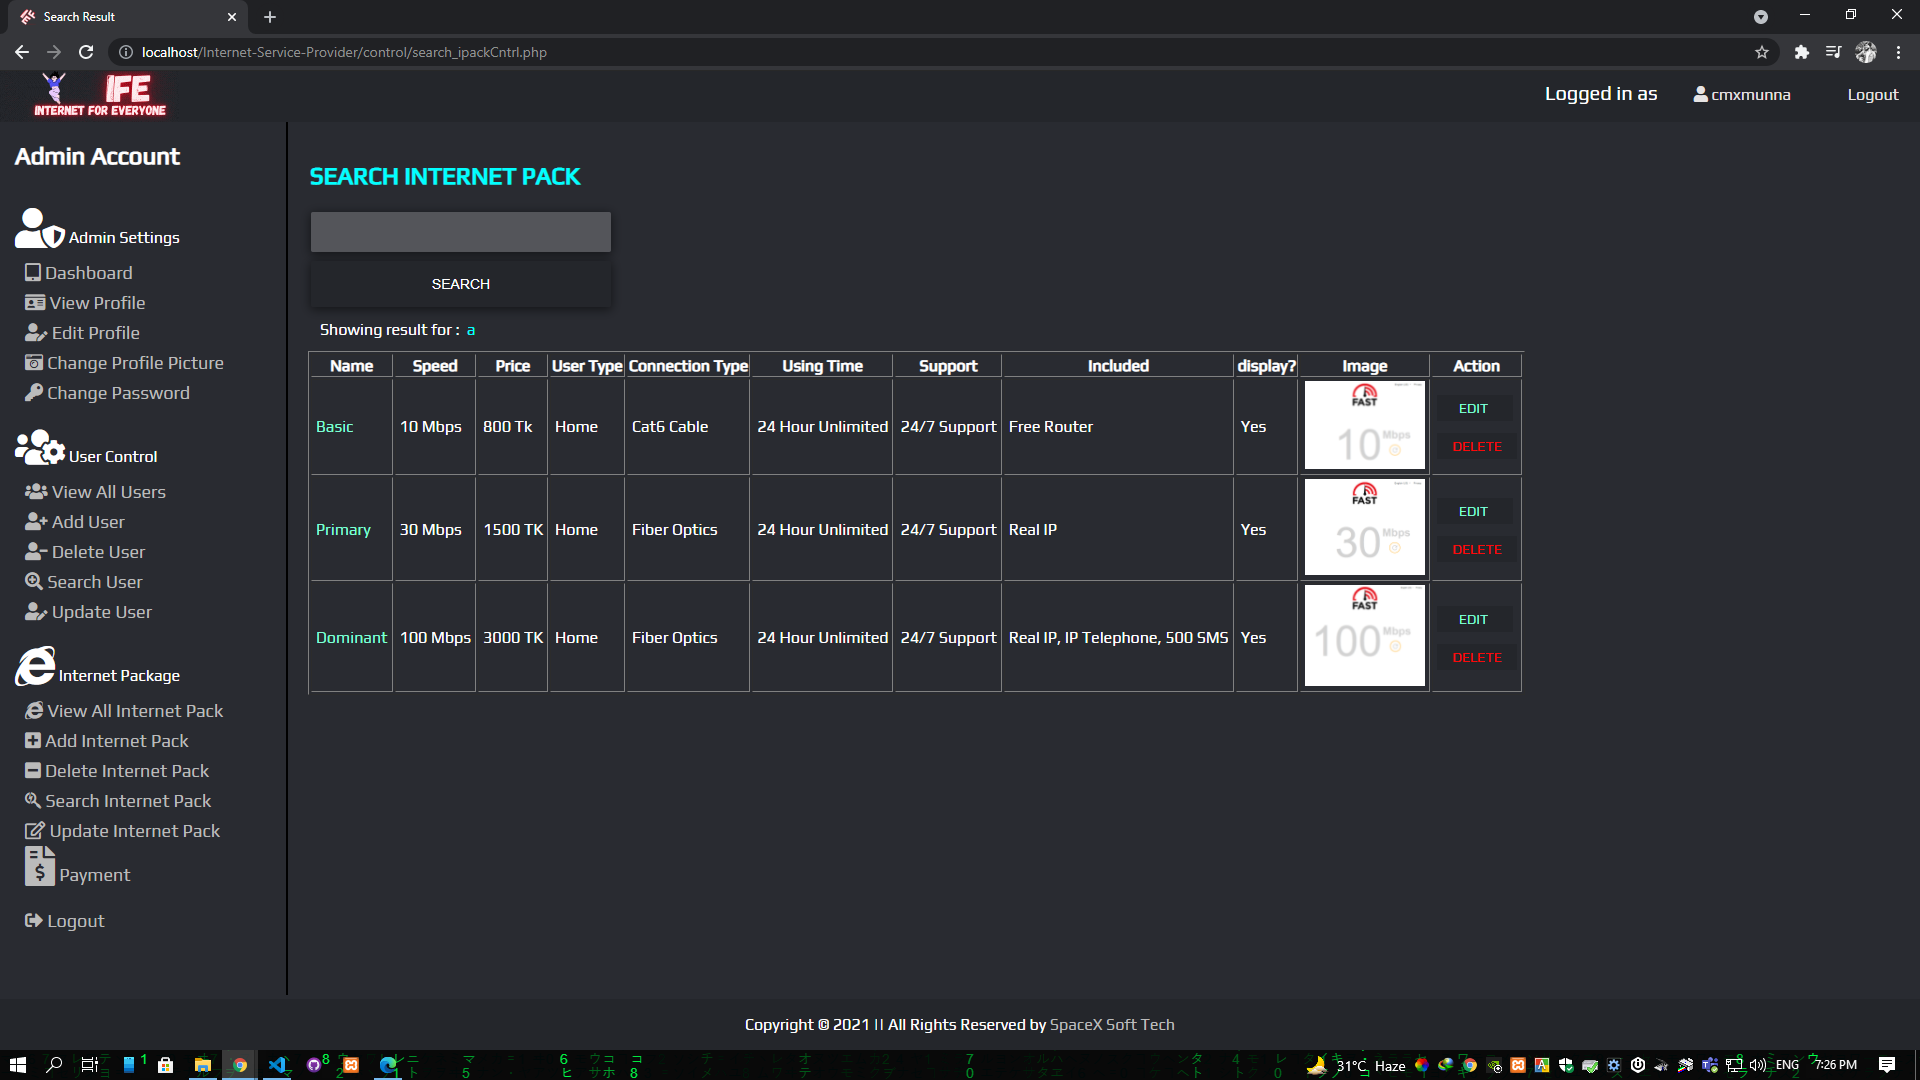 Search Result
localhost/Internet-Service-Provider/control/search_ipackCntrl.php
IFE
INTERNET FOR EVERYONE
Logged in as cmxmunna Logout
Admin Account
Admin Settings
Dashboard
View Profile
Edit Profile
Change Profile Picture
Change Password
User Control
View All Users
Add User
Delete User
Search User
Update User
Internet Package
View All Internet Pack
Add Internet Pack
Delete Internet Pack
Search Internet Pack
Update Internet Pack
Payment
Logout
SEARCH INTERNET PACK
SEARCH
Showing result for : a
Name Speed Price User Type Connection Type Using Time Support Included display? Image Action
Basic 10 Mbps 800 Tk Home Cat6 Cable 24 Hour Unlimited 24/7 Support Free Router Yes FAST 10 Mbps EDIT DELETE
Primary 30 Mbps 1500 TK Home Fiber Optics 24 Hour Unlimited 24/7 Support Real IP Yes FAST 30 Mbps EDIT DELETE
Dominant 100 Mbps 3000 TK Home Fiber Optics 24 Hour Unlimited 24/7 Support Real IP, IP Telephone, 500 SMS Yes FAST 100 Mbps EDIT DELETE
Copyright © 2021 || All Rights Reserved by SpaceX Soft Tech
31°C Haze ENG 7:26 PM